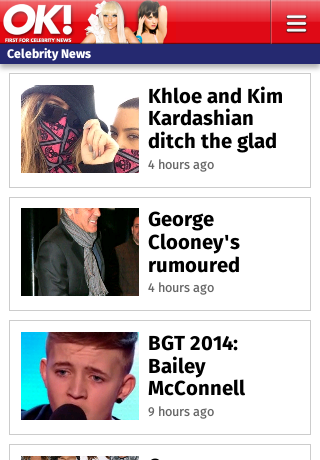 OK!
FIRST FOR CELEBRITY NEWS
Celebrity News
Khloe and Kim
Kardashian
ditch the glad
4 hours ago
George
Clooney's
rumoured
4 hours ago
BGT 2014:
Bailey
McConnell
9 hours ago